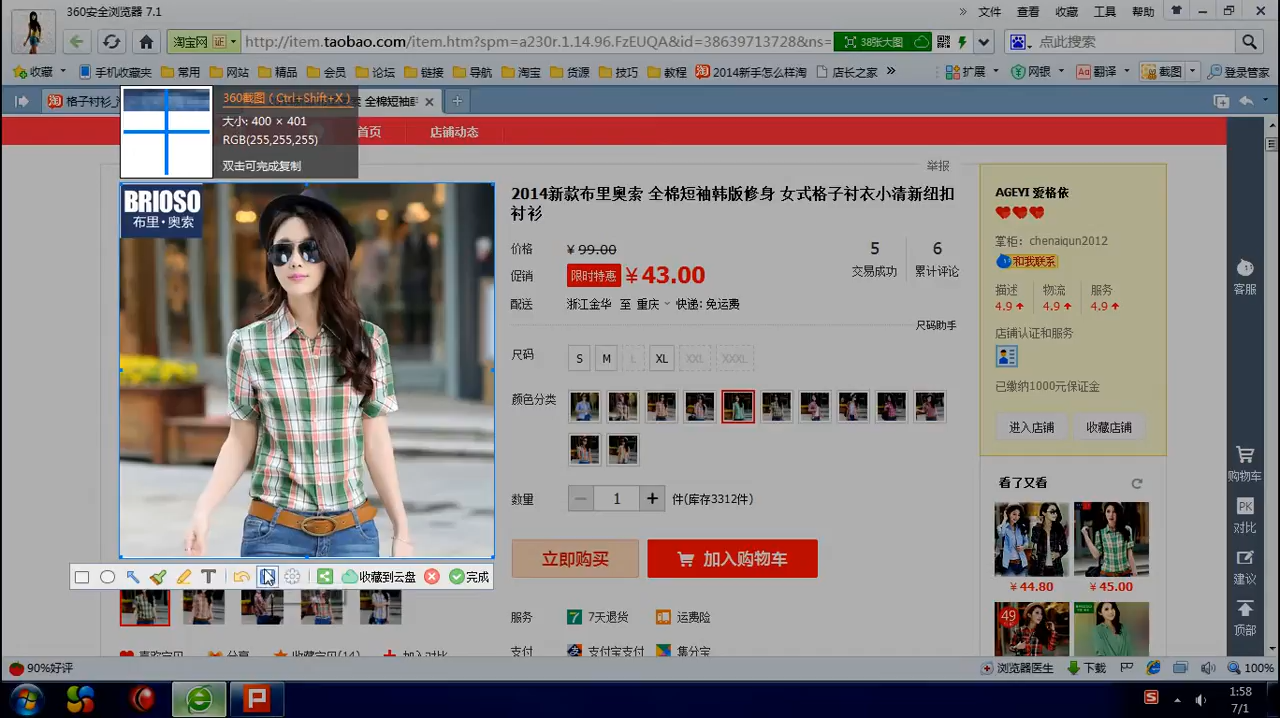 360安全浏览器 7.1
» 文件 查看 收藏 工具 帮助
淘宝网 证 http://item.taobao.com/item.htm?spm=a230r.1.14.96.FzEUQA&id=38639713728&ns= 38张大图 点此搜索
收藏 手机收藏夹 常用 网站 精品 会员 论坛 链接 导航 淘宝 货源 技巧 教程 2014新手怎么样淘 店长之家 » 扩展 网银 翻译 截图 登录管家
格子衬衫_ 全棉短袖
360截图 ( Ctrl+Shift+X )
大小: 400 × 401
RGB(255,255,255)
双击可完成复制
首页 店铺动态
举报
BRIOSO
布里·奥索
2014新款布里奥索 全棉短袖韩版修身 女式格子衬衣小清新纽扣
衬衫
价格 ¥ 99.00
促销 限时特惠 ¥43.00
5 交易成功
6 累计评论
配送 浙江金华 至 重庆 快递: 免运费
尺码助手
尺码 S M L XL XXL XXXL
颜色分类
数量 1 件(库存3312件)
立即购买 加入购物车
服务 7天退货 运费险
支付 支付宝支付 集分宝
AGEYI 爱格依
掌柜: chenaiqun2012
和我联系
描述 物流 服务
4.9 4.9 4.9
店铺认证和服务
已缴纳1000元保证金
进入店铺 收藏店铺
看了又看
¥44.80 ¥45.00
49
客服
购物车
PK
对比
建议
顶部
T 收藏到云盘 完成
喜欢宝贝 分享 收藏宝贝(14) 加入对比
90%好评 浏览器医生 下载 100%
1:58
7/1